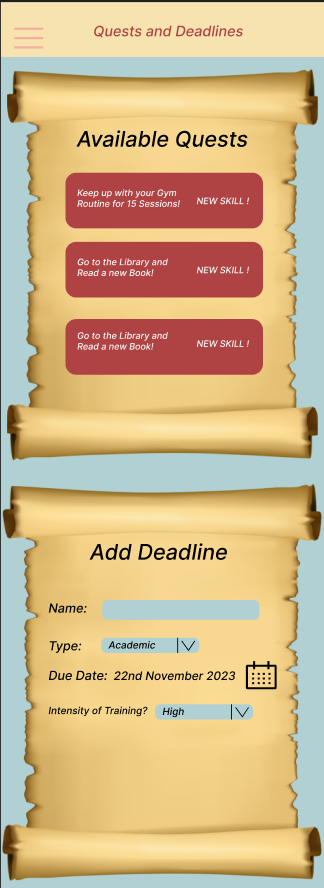 Quests and Deadlines
Available Quests
Keep up with your Gym
Routine for 15 Sessions!
NEW SKILL !
Go to the Library and
Read a new Book!
NEW SKILL !
Go to the Library and
Read a new Book!
NEW SKILL !
Add Deadline
Name:
Type: Academic
Due Date: 22nd November 2023
Intensity of Training? High